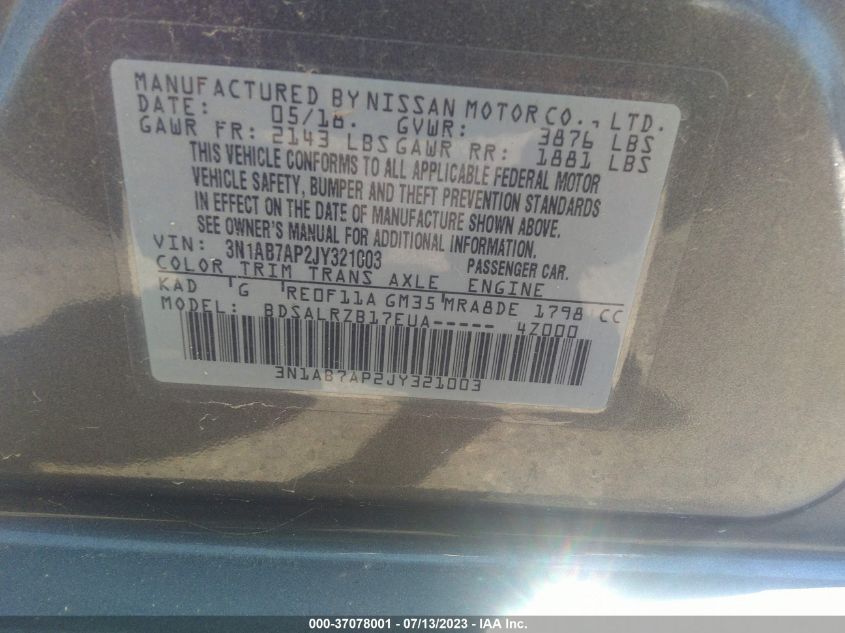 MANUFACTURED BY NISSAN MOTOR CO., LTD.
DATE: 05/18. GVWR: 3876 LBS
GAWR FR: 2143 LBS GAWR RR: 1881 LBS
THIS VEHICLE CONFORMS TO ALL APPLICABLE FEDERAL MOTOR
VEHICLE SAFETY, BUMPER AND THEFT PREVENTION STANDARDS
IN EFFECT ON THE DATE OF MANUFACTURE SHOWN ABOVE.
SEE OWNER'S MANUAL FOR ADDITIONAL INFORMATION
VIN: 3N1AB7AP2JY321003 PASSENGER CAR.
COLOR TRIM TRANS AXLE ENGINE
KAD G RE0F11A GM35 MRA8DE 1798 CC
MODEL: BDSALRZB17EUA----- 4Z000
3N1AB7AP2JY321003
000-37078001 - 07/13/2023 - IAA Inc.